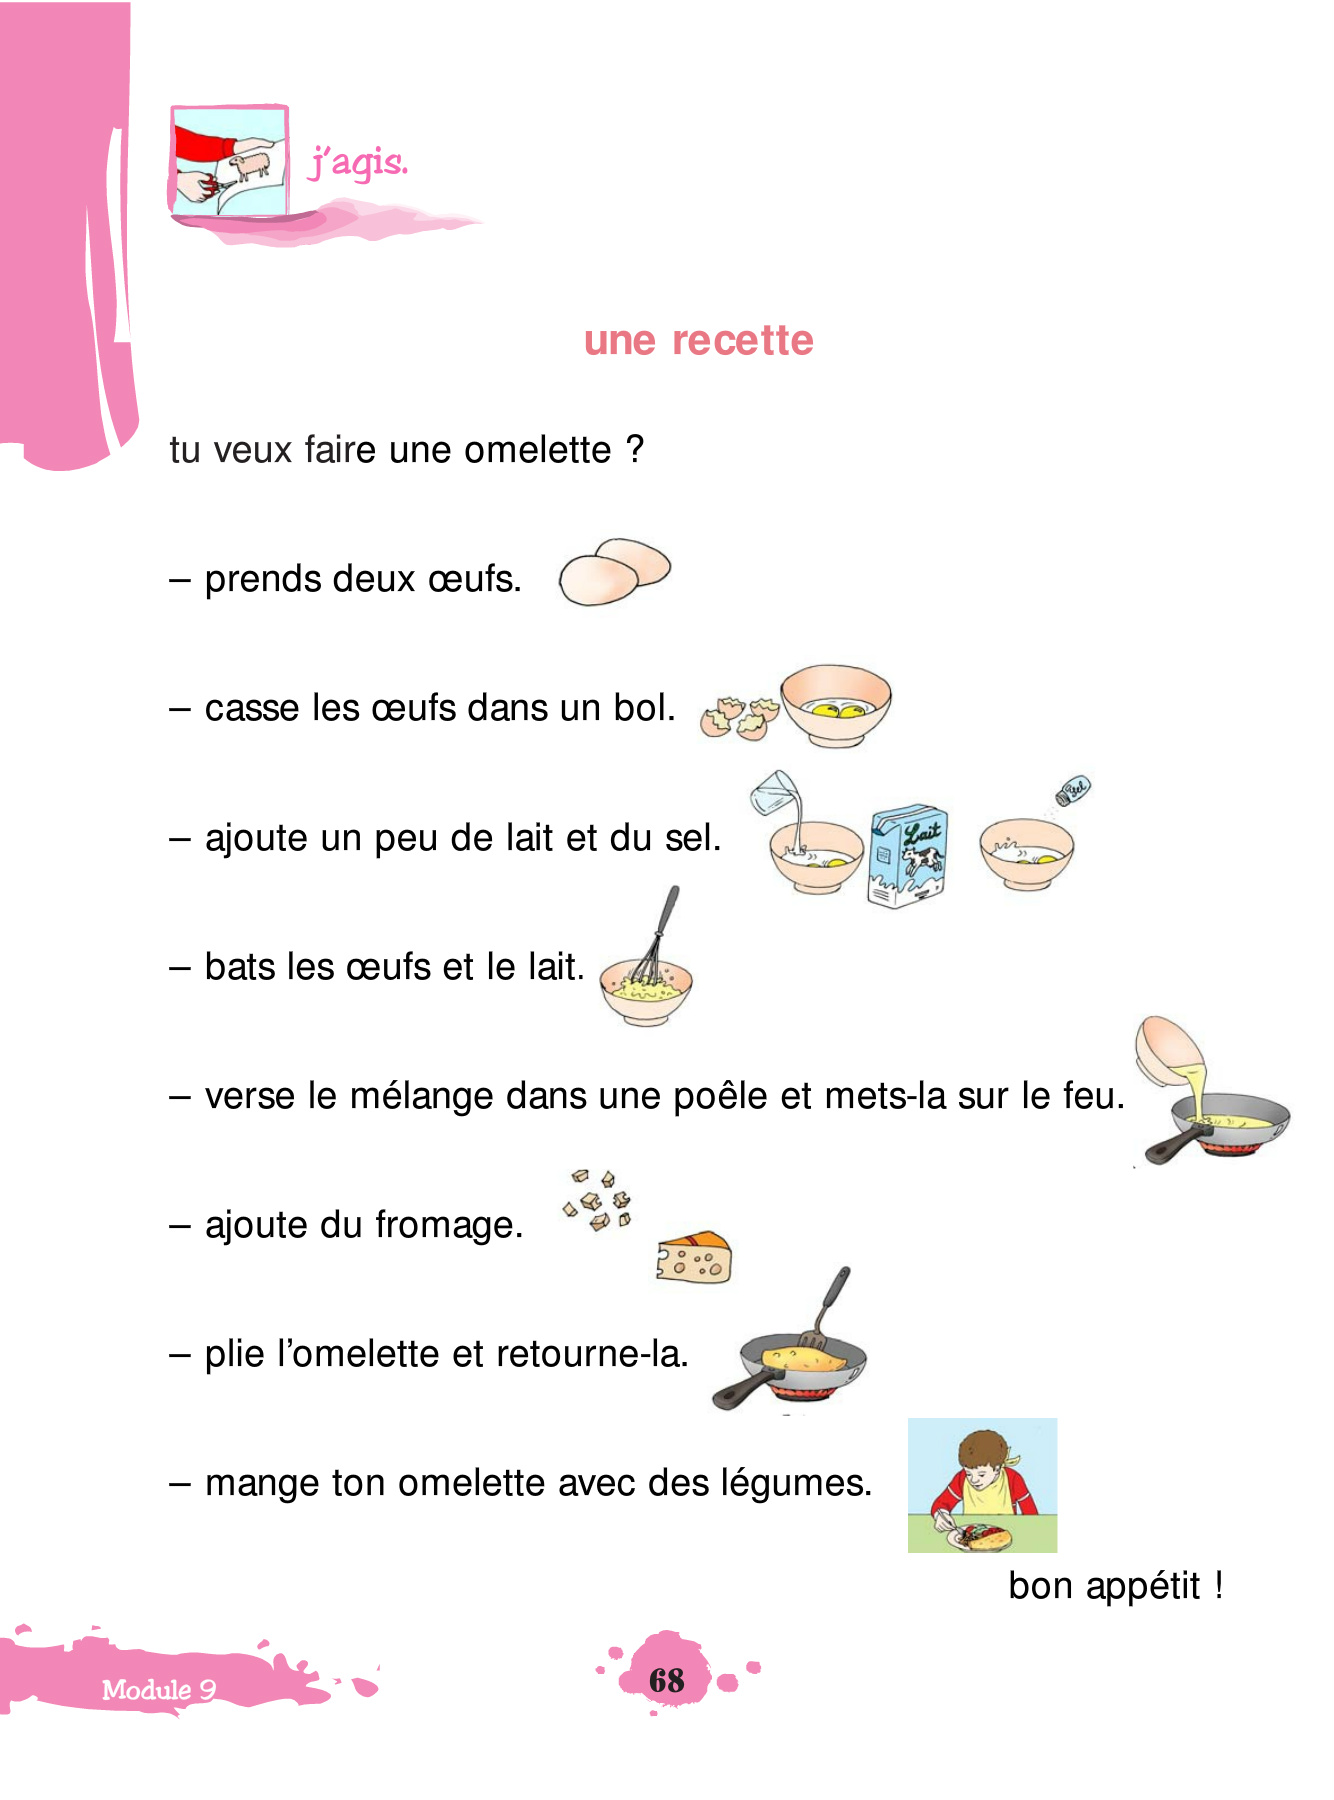 j'agis.
une recette
tu veux faire une omelette ?
– prends deux œufs.
– casse les œufs dans un bol.
– ajoute un peu de lait et du sel.
Lait
sel
– bats les œufs et le lait.
– verse le mélange dans une poêle et mets-la sur le feu.
– ajoute du fromage.
– plie l’omelette et retourne-la.
– mange ton omelette avec des légumes.
bon appétit !
Module 9
68